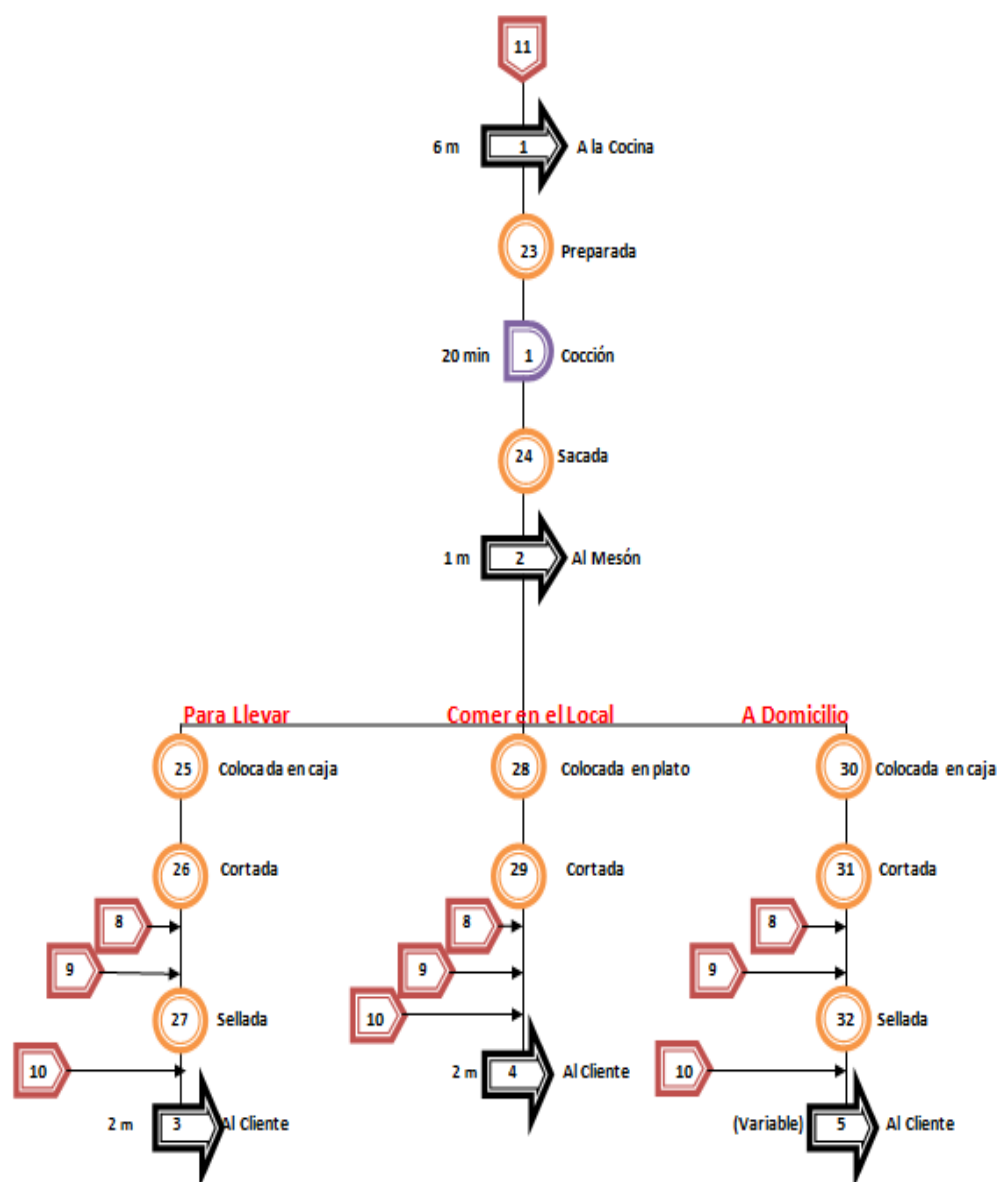 11
6 m 1 A la Cocina
23 Preparada
20 min 1 Cocción
24 Sacada
1 m 2 Al Mesón
Para Llevar Comer en el Local A Domicilio
25 Colocada en caja 28 Colocada en plato 30 Colocada en caja
26 Cortada 29 Cortada 31 Cortada
8 8 8
9 9 9
10
27 Sellada 32 Sellada
10 2 m 4 Al Cliente 10
2 m 3 Al Cliente (Variable) 5 Al Cliente